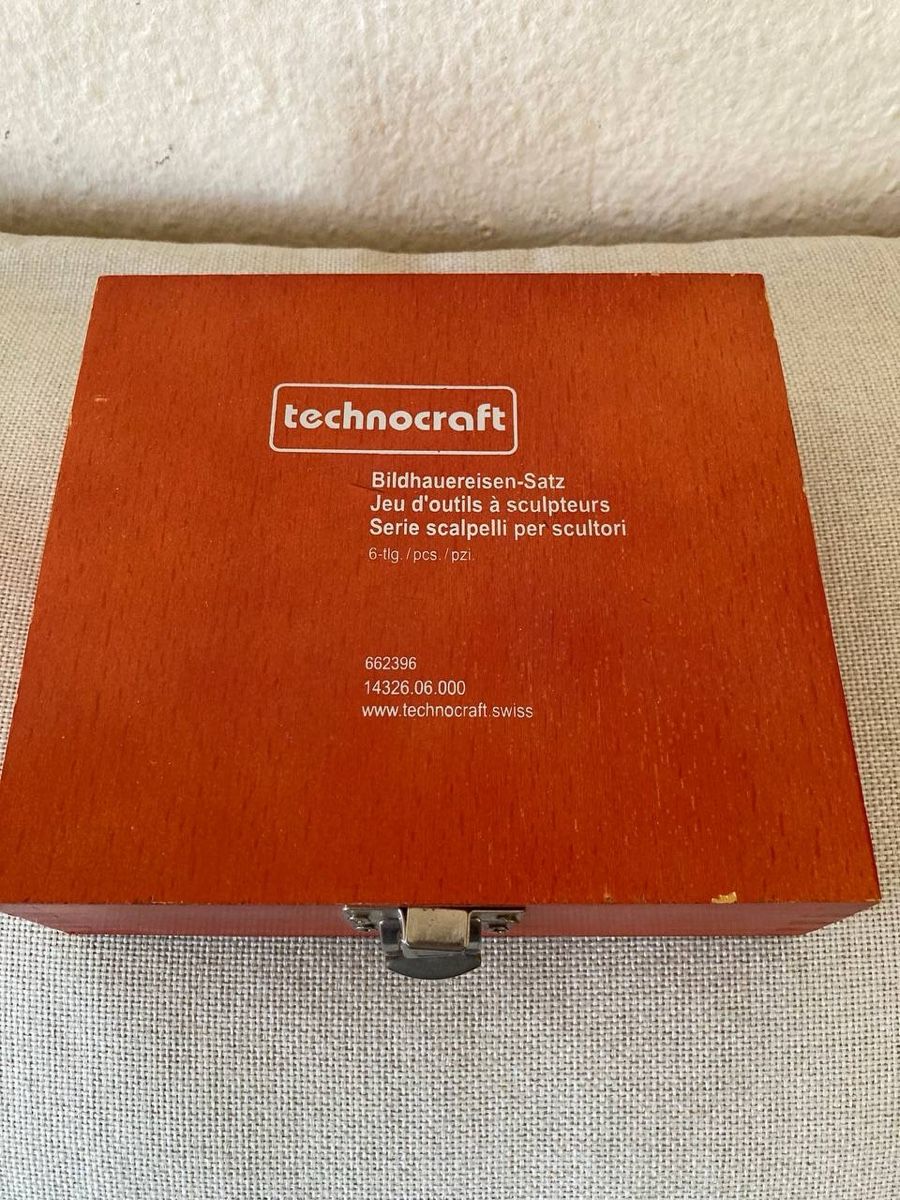 technocraft
Bildhauereisen-Satz
Jeu d'outils à sculpteurs
Serie scalpelli per scultori
6-tlg. / pcs. / pzi.
662396
14326.06.000
www.technocraft.swiss